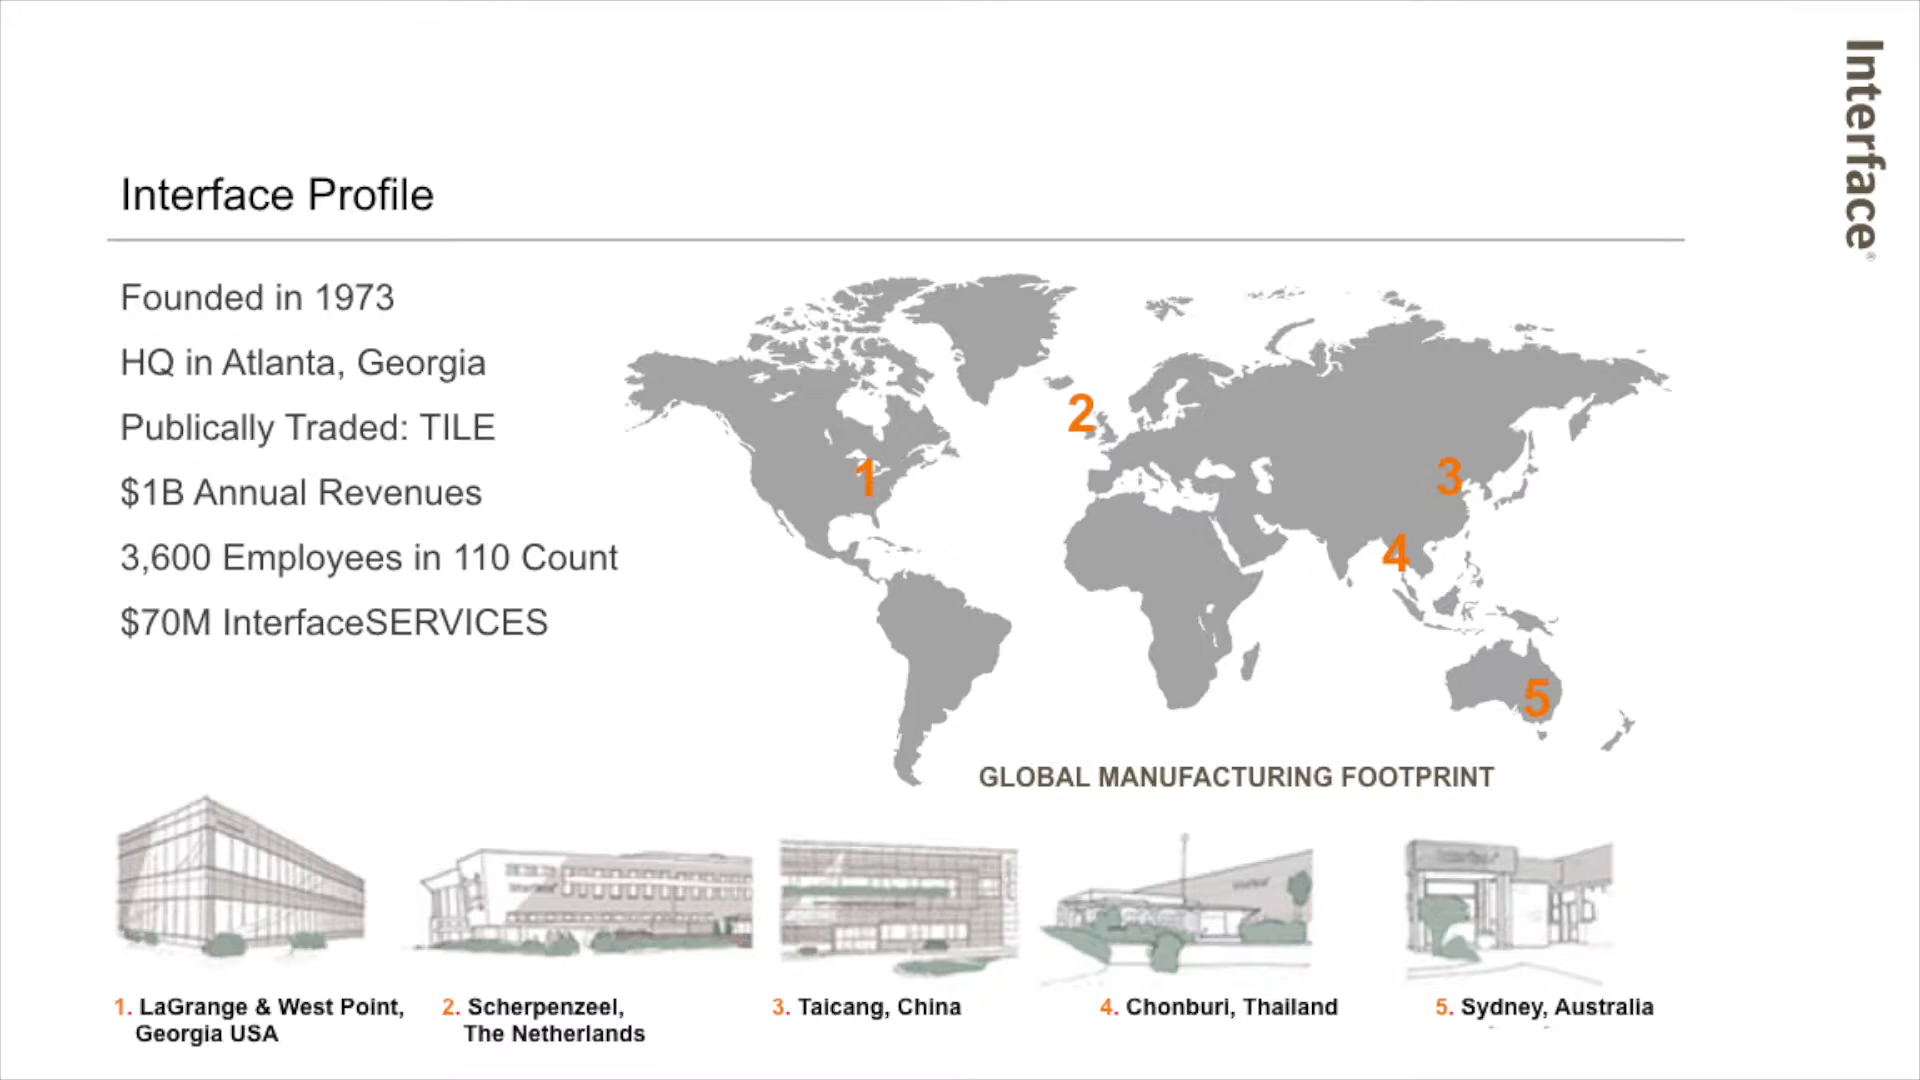 Interface®
Interface Profile
Founded in 1973
HQ in Atlanta, Georgia
Publically Traded: TILE
$1B Annual Revenues
3,600 Employees in 110 Count
$70M InterfaceSERVICES
1
2
3
4
5
GLOBAL MANUFACTURING FOOTPRINT
1. LaGrange & West Point,
Georgia USA
2. Scherpenzeel,
The Netherlands
3. Taicang, China
4. Chonburi, Thailand
5. Sydney, Australia